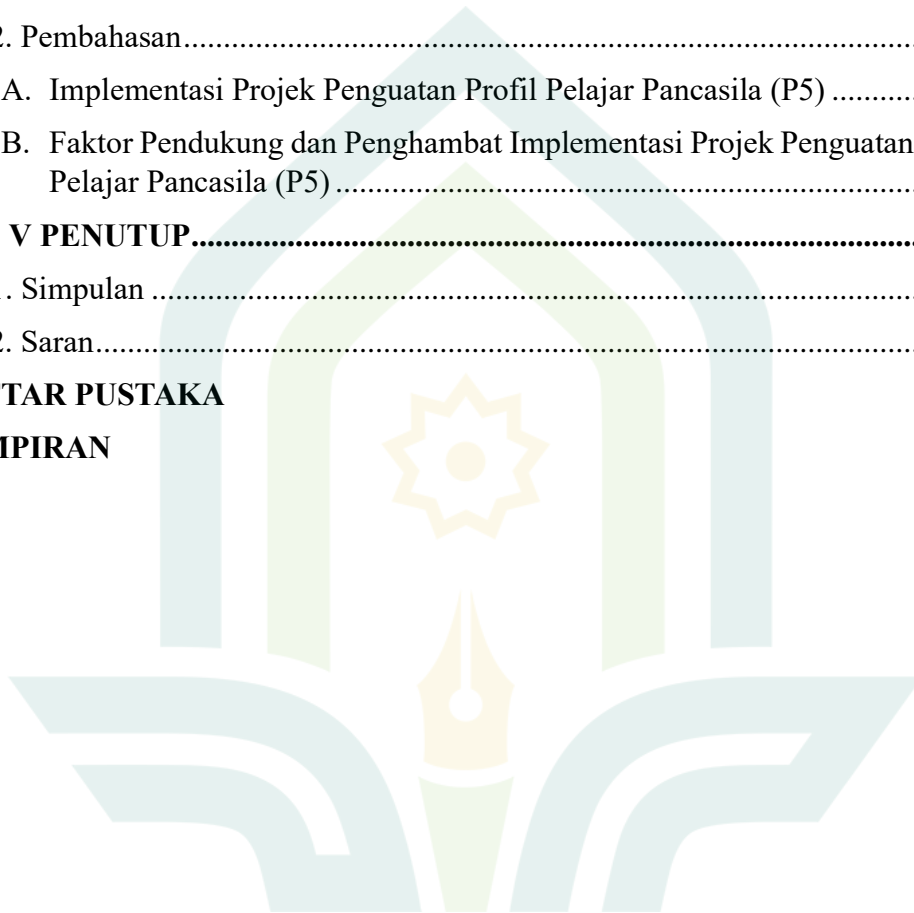 2. Pembahasan.......................................................................................................
A. Implementasi Projek Penguatan Profil Pelajar Pancasila (P5) ...........
B. Faktor Pendukung dan Penghambat Implementasi Projek Penguatan
Pelajar Pancasila (P5) ...........................................................................
V PENUTUP...........................................................................................
. Simpulan .............................................................................................
2. Saran....................................................................................................
TAR PUSTAKA
MPIRAN